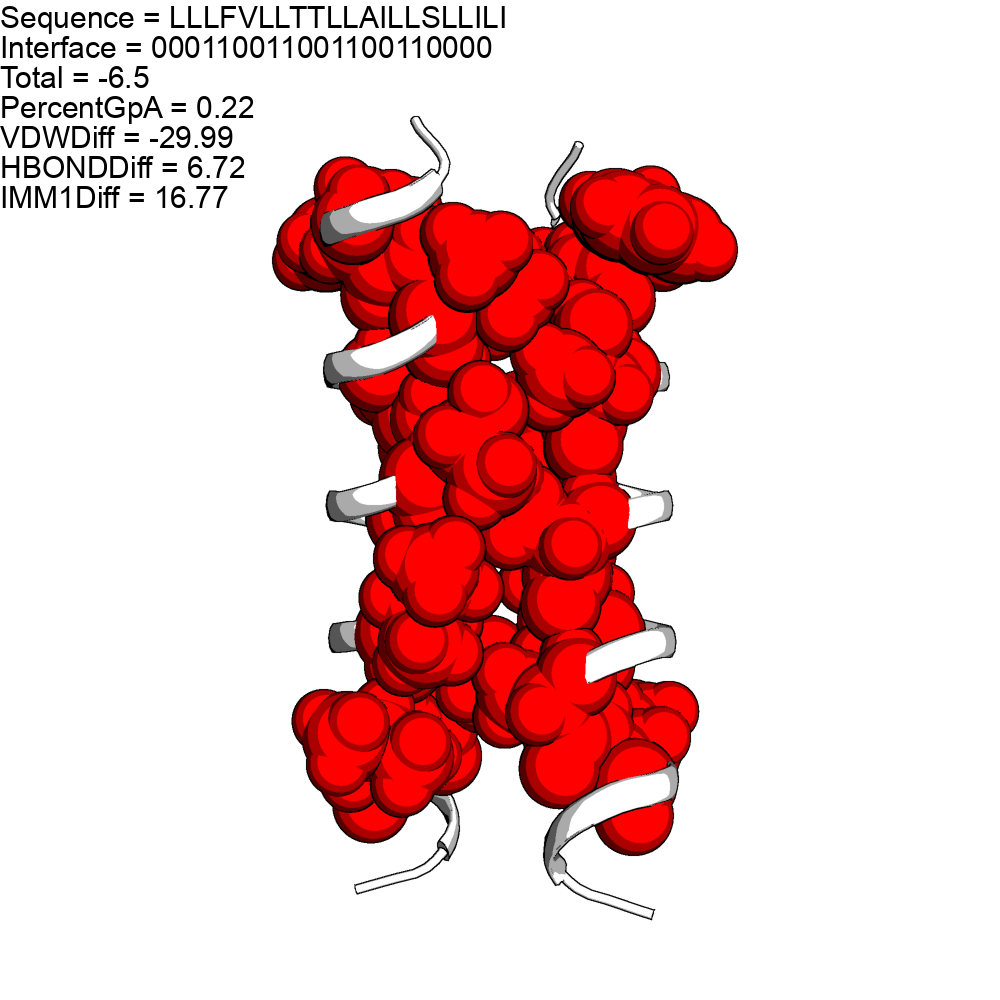 Sequence = LLLFVLLTTLLAILLSLLILI
Interface = 000110011001100110000
Total = -6.5
PercentGpA = 0.22
VDWDiff = -29.99
HBONDDiff = 6.72
IMM1Diff = 16.77